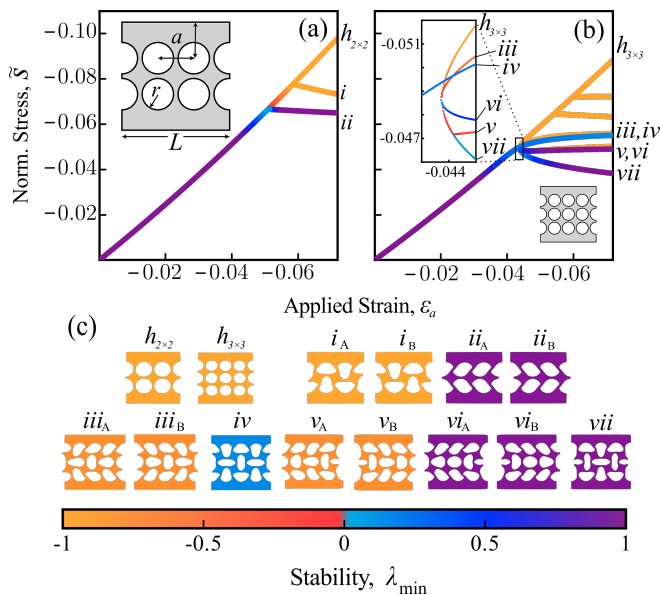 Norm. Stress, s̃
-0.10
-0.08
-0.06
-0.04
-0.02
(a)
a
r
L
h2×2
i
ii
-0.02
-0.04
-0.06
(b)
-0.051
-0.047
-0.044
h3×3
iii
iv
vi
v
vii
h3×3
iii,iv
v,vi
vii
-0.02
-0.04
-0.06
Applied Strain, εa
(c)
h2×2 h3×3 iA iB iiA iiB
iiiA iiiB iv vA vB viA viB vii
-1 -0.5 0 0.5 1
Stability, λmin